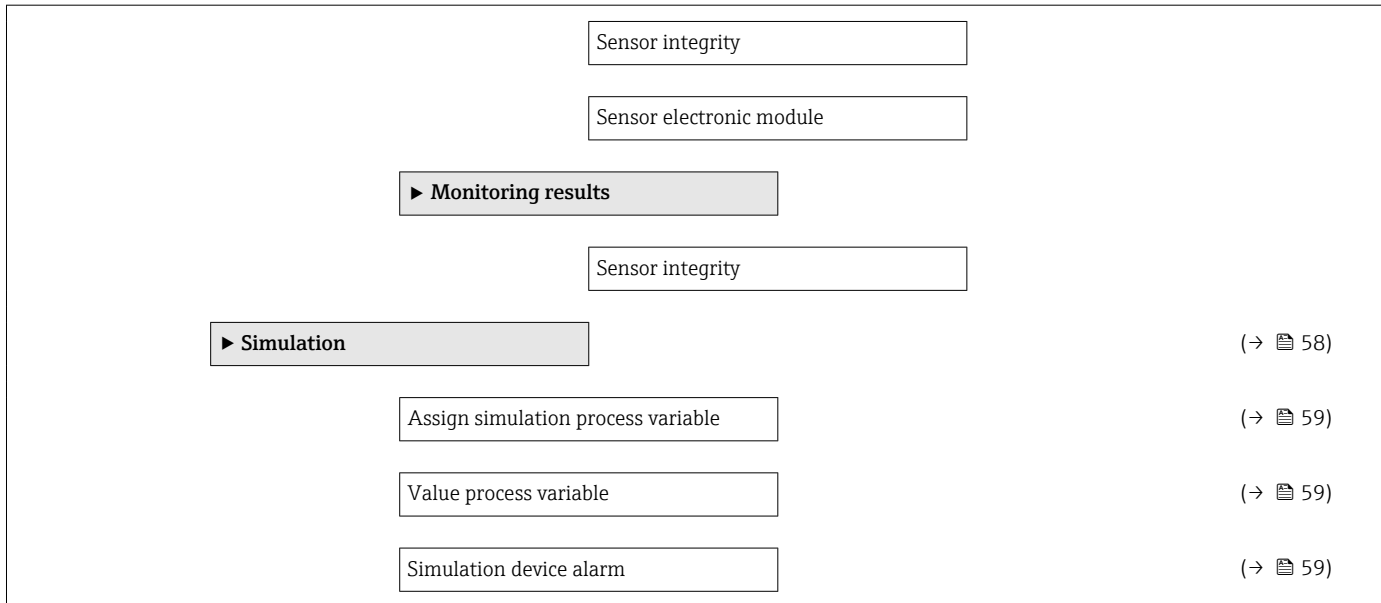 Sensor integrity
Sensor electronic module
▶ Monitoring results
Sensor integrity
▶ Simulation (→ 58)
Assign simulation process variable (→ 59)
Value process variable (→ 59)
Simulation device alarm (→ 59)